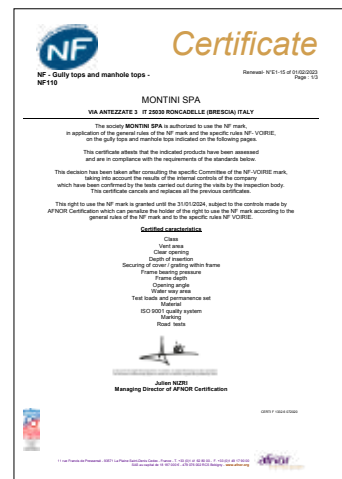 NF
Certificate
NF - Gully tops and manhole tops -
NF110
Renewal- N°E1-15 of 01/02/2023
Page : 1/3
MONTINI SPA
VIA ANTEZZATE 3 IT 25030 RONCADELLE (BRESCIA) ITALY
The society MONTINI SPA is authorized to use the NF mark,
in application of the general rules of the NF mark and the specific rules NF- VOIRIE,
on the gully tops and manhole tops indicated on the following pages.
This certificate attests that the indicated products have been assessed
and are in compliance with the requirements of the standards below.
This decision has been taken after consulting the specific Committee of the NF-VOIRIE mark,
taking into account the results of the internal controls of the company
which have been confirmed by the tests carried out during the visits by the inspection body.
This certificate cancels and replaces all the previous certificates.
This right to use the NF mark is granted until the 31/01/2024, subject to the controls made by
AFNOR Certification which can penalize the holder of the right to use the NF mark according to the
general rules of the NF mark and to the specific rules NF VOIRIE.
Certified caracteristics
Class
Vent area
Clear opening
Depth of insertion
Securing of cover / grating within frame
Frame bearing pressure
Frame depth
Opening angle
Water way area
Test loads and permanence set
Material
ISO 9001 quality system
Marking
Road tests
Julien NIZRI
Managing Director of AFNOR Certification
11 rue Francis de Pressensé - 93571 La Plaine Saint-Denis Cedex - France
afnor